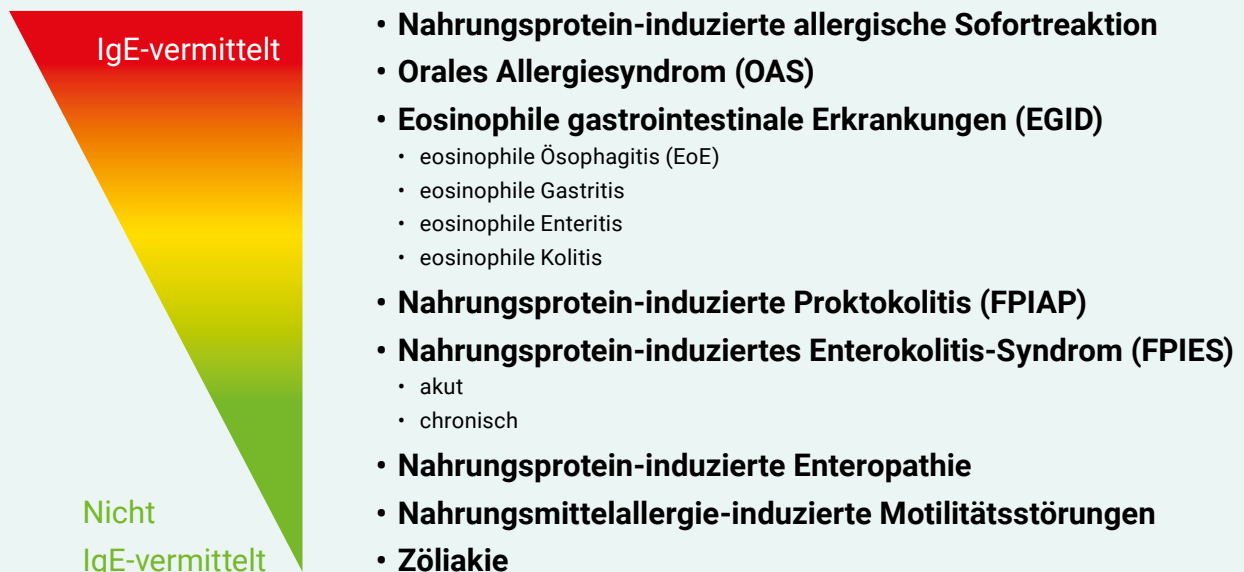 IgE-vermittelt
• Nahrungsprotein-induzierte allergische Sofortreaktion
• Orales Allergiesyndrom (OAS)
• Eosinophile gastrointestinale Erkrankungen (EGID)
• eosinophile Ösophagitis (EoE)
• eosinophile Gastritis
• eosinophile Enteritis
• eosinophile Kolitis
• Nahrungsprotein-induzierte Proktokolitis (FPIAP)
• Nahrungsprotein-induziertes Enterokolitis-Syndrom (FPIES)
• akut
• chronisch
• Nahrungsprotein-induzierte Enteropathie
• Nahrungsmittelallergie-induzierte Motilitätsstörungen
• Zöliakie
Nicht
IgE-vermittelt